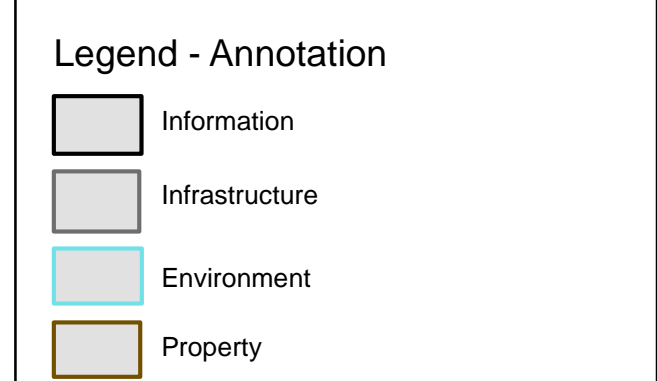 Legend - Annotation
Information
Infrastructure
Environment
Property